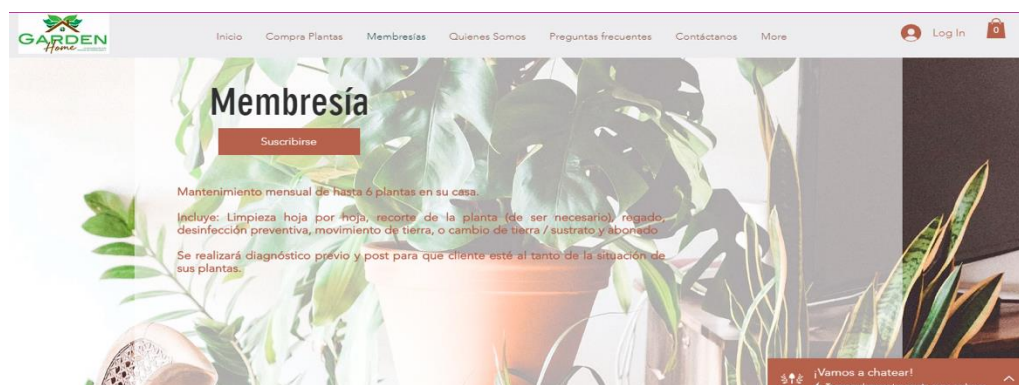 GARDEN
Home
Inicio Compra Plantas Membresías Quienes Somos Preguntas frecuentes Contáctanos More
Log In
0
Membresía
Suscribirse
Mantenimiento mensual de hasta 6 plantas en su casa.
Incluye: Limpieza hoja por hoja, recorte de la planta (de ser necesario), regado,
desinfección preventiva, movimiento de tierra, o cambio de tierra / sustrato y abonado
Se realizará diagnóstico previo y post para que cliente esté al tanto de la situación de
sus plantas.
¡Vamos a chatear!